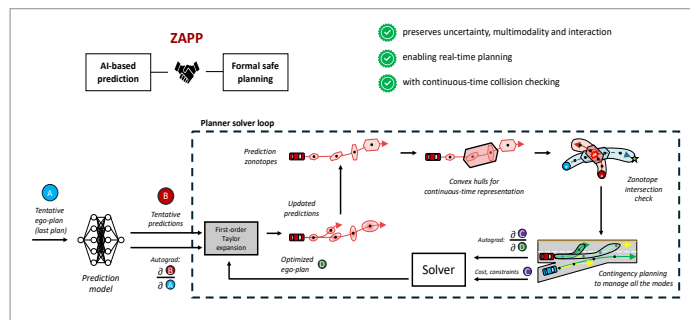 ZAPP
AI-based
prediction
Formal safe
planning
preserves uncertainty, multimodality and interaction
enabling real-time planning
with continuous-time collision checking
Planner solver loop
Prediction
zonotopes
Convex hulls for
continuous-time representation
Zonotope
intersection
check
A
Tentative
ego-plan
(last plan)
Prediction
model
B
Tentative
predictions
Autograd:
∂ B
∂ A
First-order
Taylor
expansion
Updated
predictions
Optimized
ego-plan
D
Solver
Autograd: ∂ C
∂ D
Cost, constraints C
Contingency planning
to manage all the modes